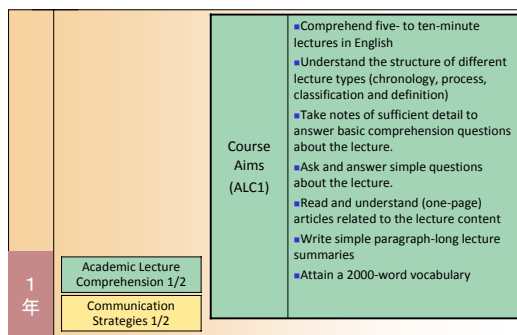 1
年
Academic Lecture
Comprehension 1/2
Communication
Strategies 1/2
Course
Aims
(ALC1)
▪Comprehend five- to ten-minute
lectures in English
▪Understand the structure of different
lecture types (chronology, process,
classification and definition)
▪Take notes of sufficient detail to
answer basic comprehension questions
about the lecture.
▪Ask and answer simple questions
about the lecture.
▪Read and understand (one-page)
articles related to the lecture content
▪Write simple paragraph-long lecture
summaries
▪Attain a 2000-word vocabulary